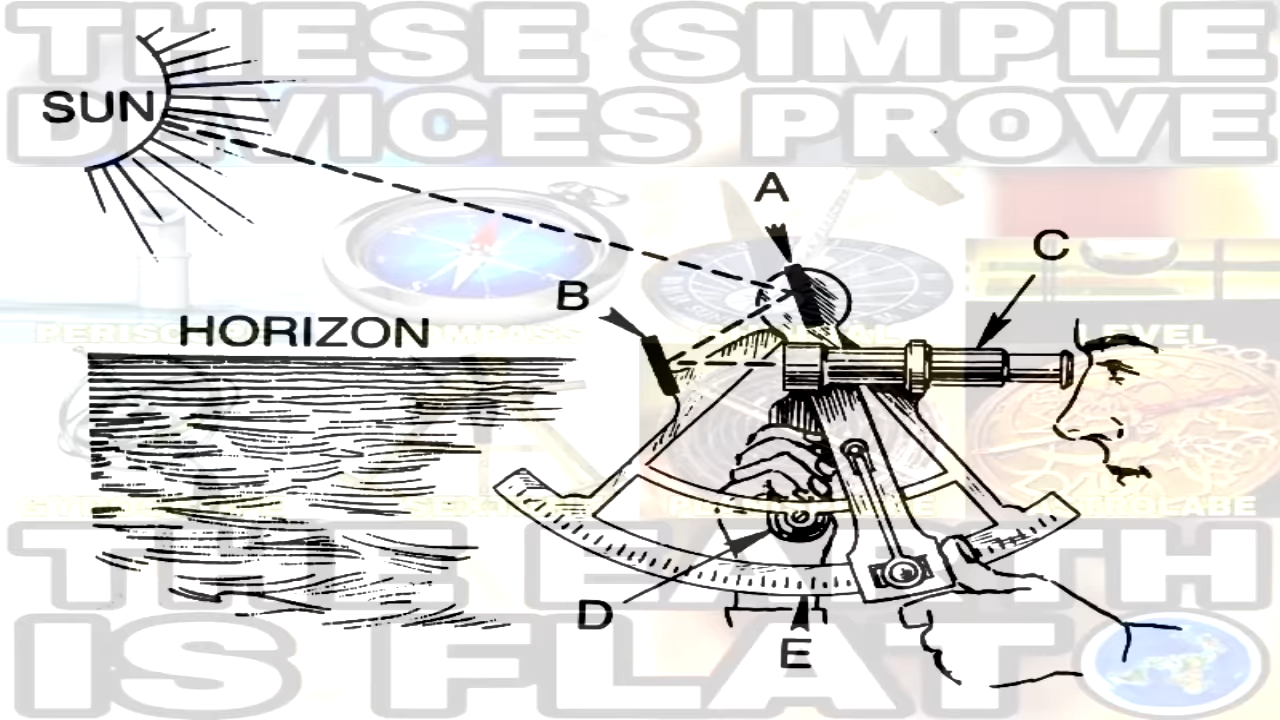 THESE SIMPLE
DEVICES PROVE
SUN
A
C
B
HORIZON
LEVEL
D
E
THE EARTH
IS FLAT